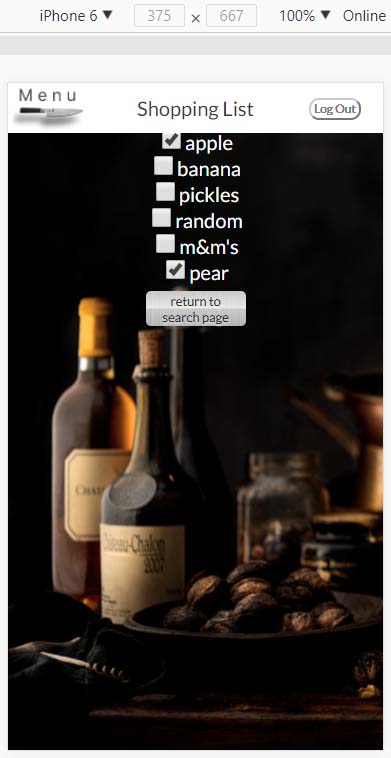 iPhone 6 ▼ 375 × 667 100% ▼ Online
Menu
Shopping List
Log Out
apple
banana
pickles
random
m&m's
pear
return to
search page
Château-Chalon
2007